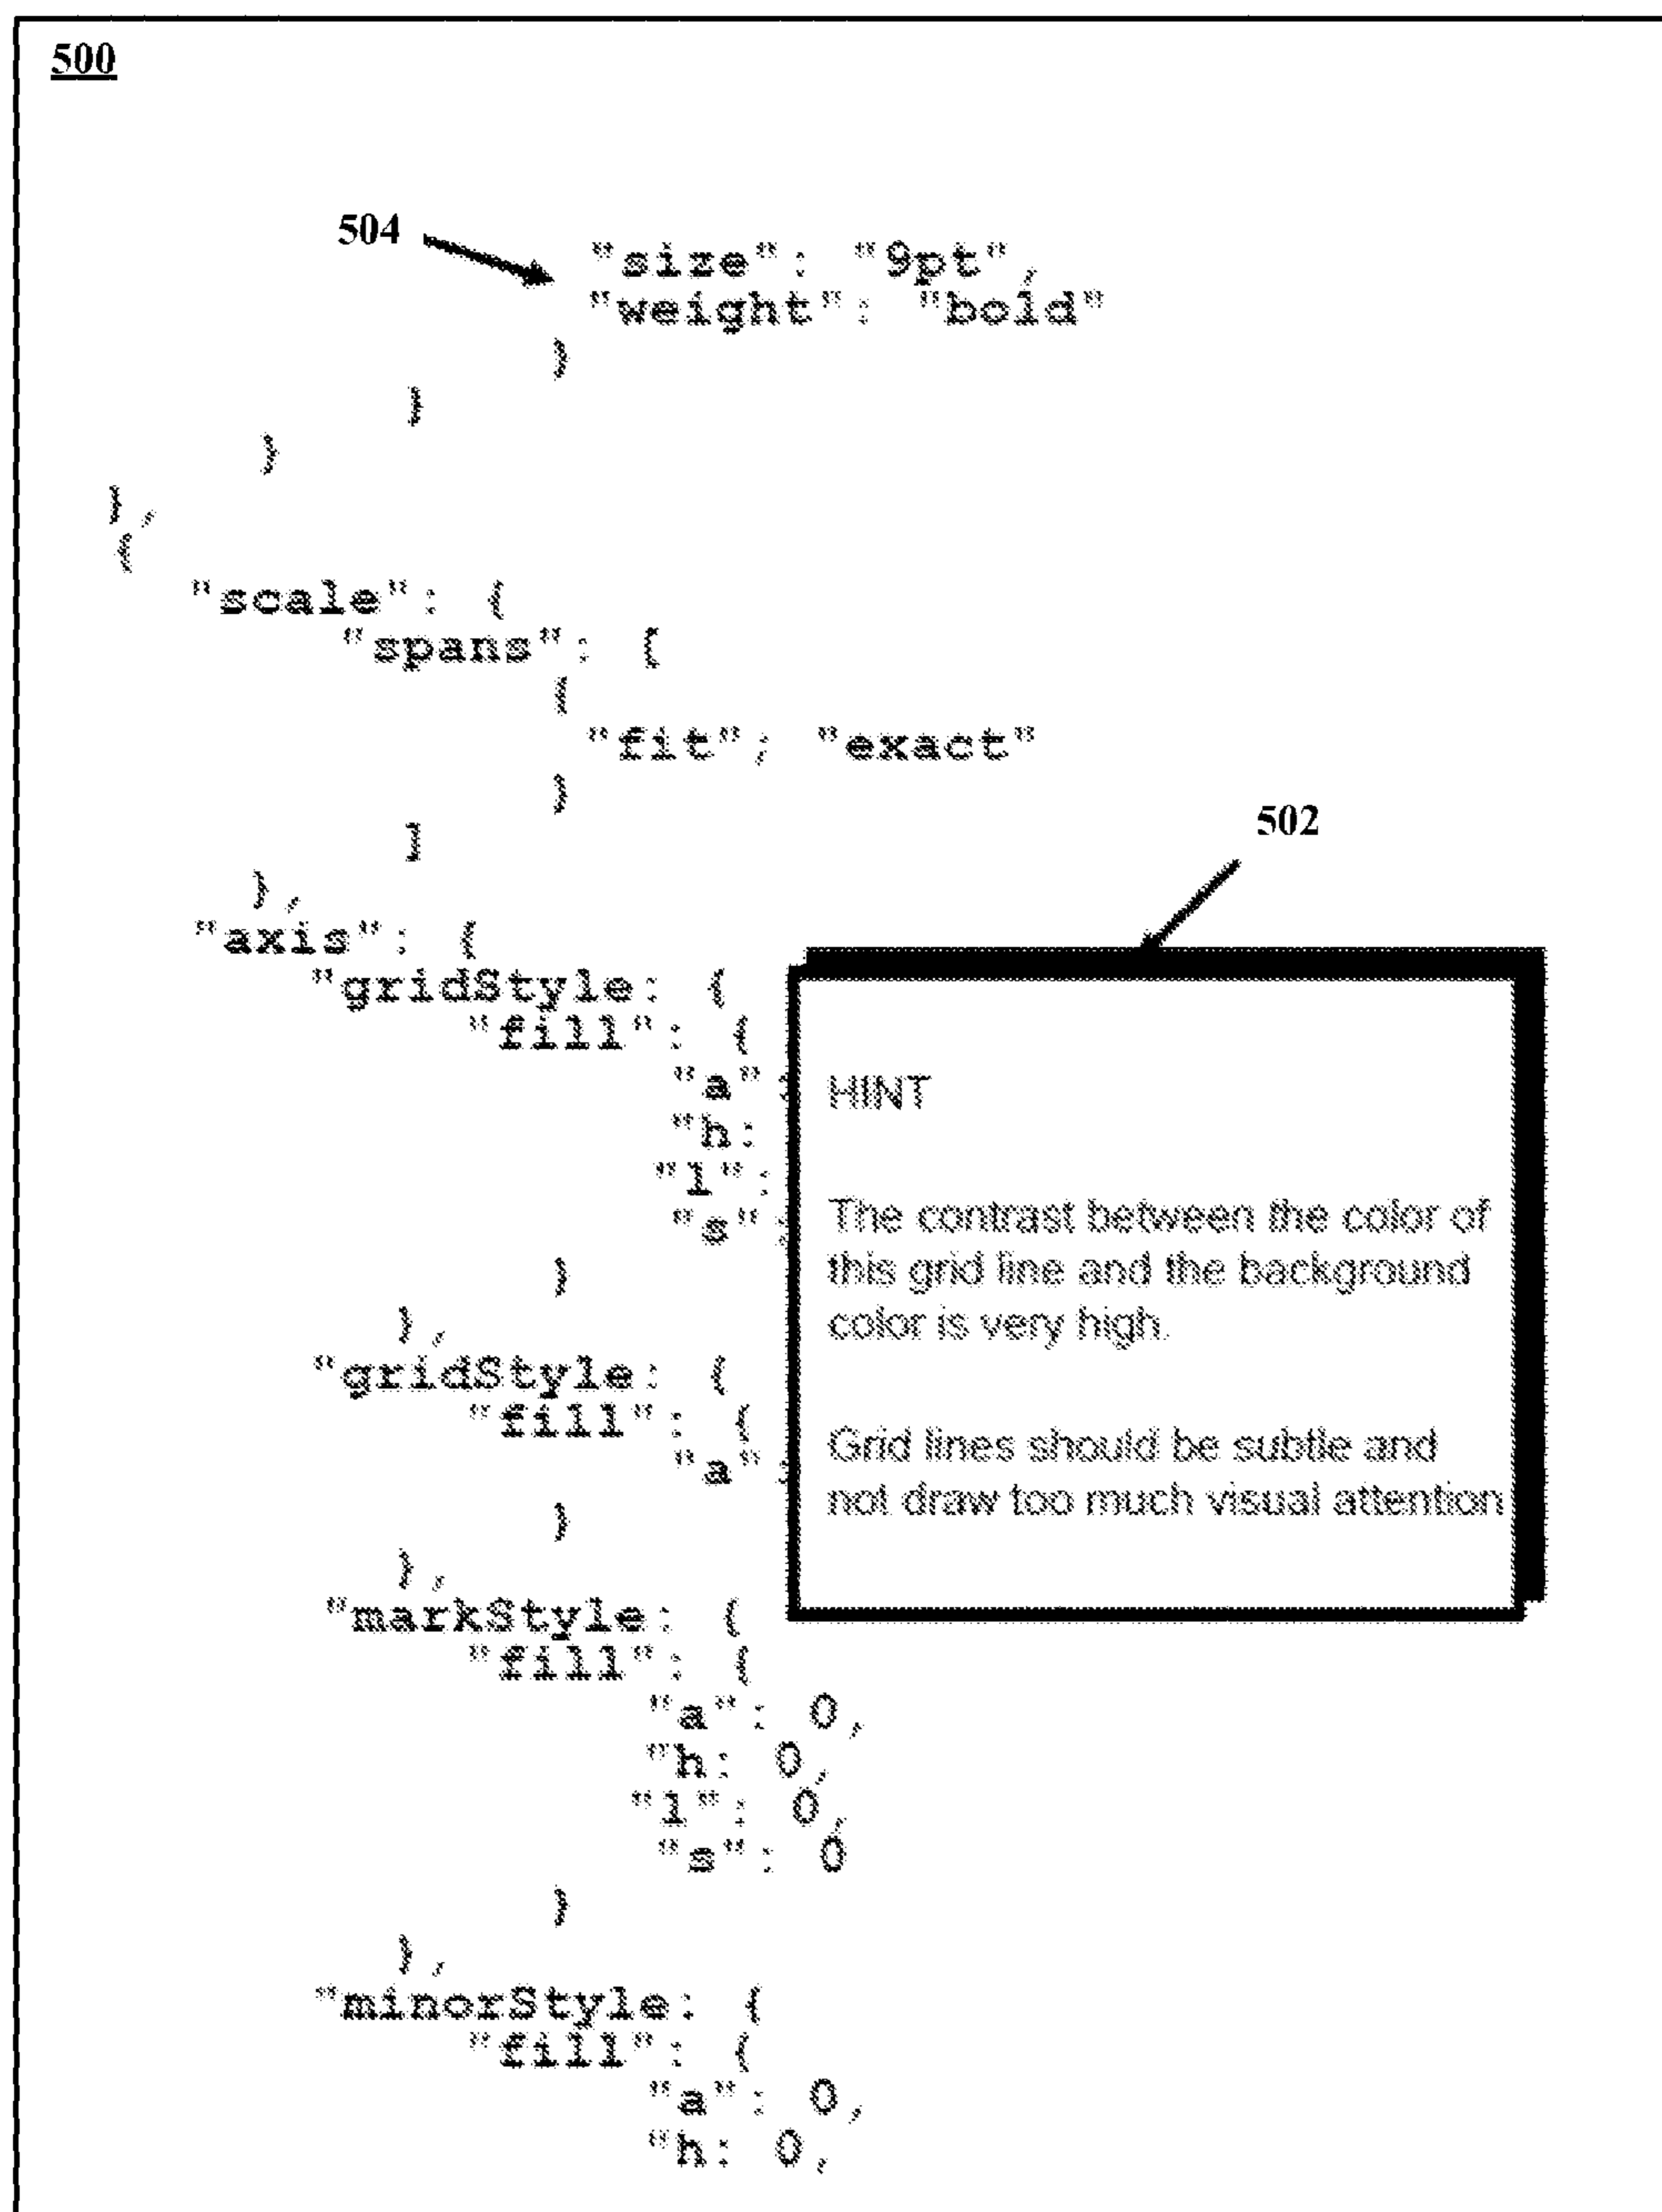 500
504
"size": "9pt",
"weight": "bold"
}
}
}
},
{
"scale": {
"spans": [
{
"fit"; "exact"
}
]
},
502
"axis": {
"gridStyle: {
"fill": {
"a":
"h:
"l":
"s":
}
},
"gridStyle: {
"fill": {
"a":
}
},
"markStyle: {
"fill": {
"a": 0,
"h: 0,
"l": 0,
"s": 0
}
},
"minorStyle: {
"fill": {
"a": 0,
"h: 0,
HINT
The contrast between the color of
this grid line and the background
color is very high.
Grid lines should be subtle and
not draw too much visual attention